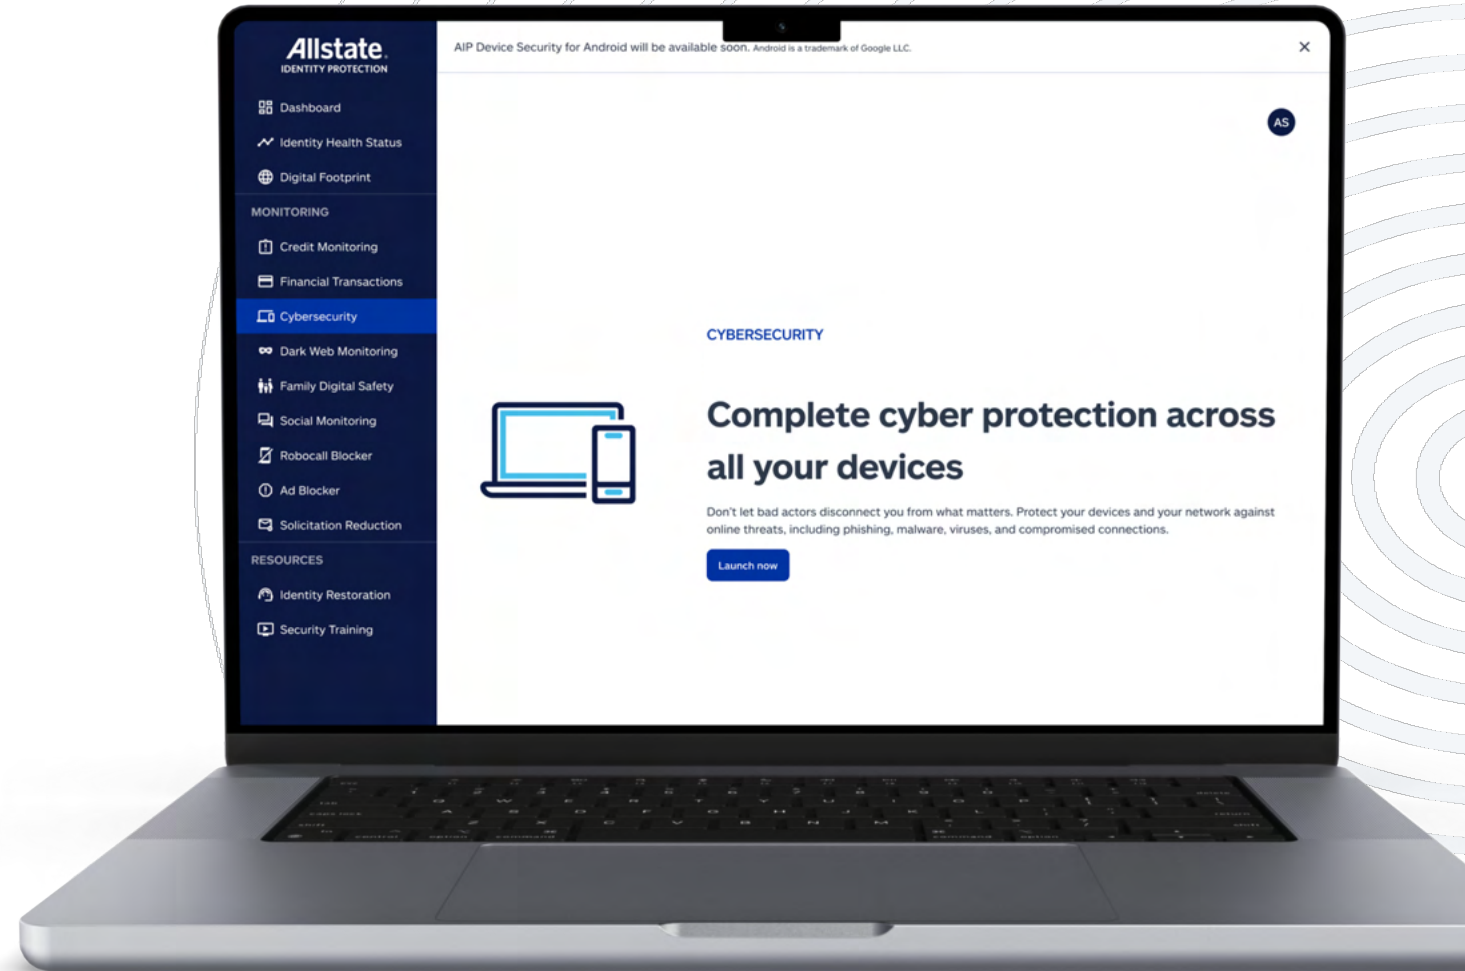 Allstate.
IDENTITY PROTECTION
Dashboard
Identity Health Status
Digital Footprint
MONITORING
Credit Monitoring
Financial Transactions
Cybersecurity
Dark Web Monitoring
Family Digital Safety
Social Monitoring
Robocall Blocker
Ad Blocker
Solicitation Reduction
RESOURCES
Identity Restoration
Security Training
AIP Device Security for Android will be available soon. Android is a trademark of Google LLC.
AS
CYBERSECURITY
Complete cyber protection across
all your devices
Don't let bad actors disconnect you from what matters. Protect your devices and your network against
online threats, including phishing, malware, viruses, and compromised connections.
Launch now